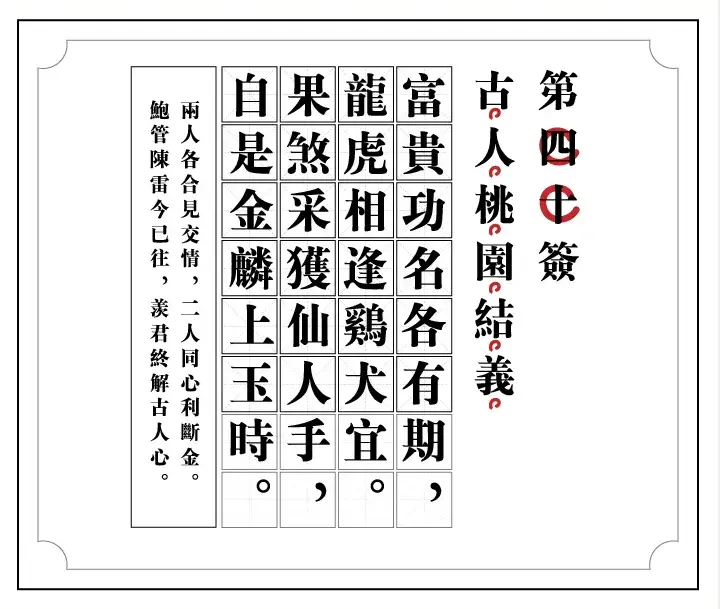 第四十簽
古人桃園結義
富貴功名各有期，
龍虎相逢鷄犬宜。
果煞采獲仙人手，
自是金麟上玉時。
兩人各合見交情，二人同心利斷金。
鮑管陳雷今已往，羨君終解古人心。